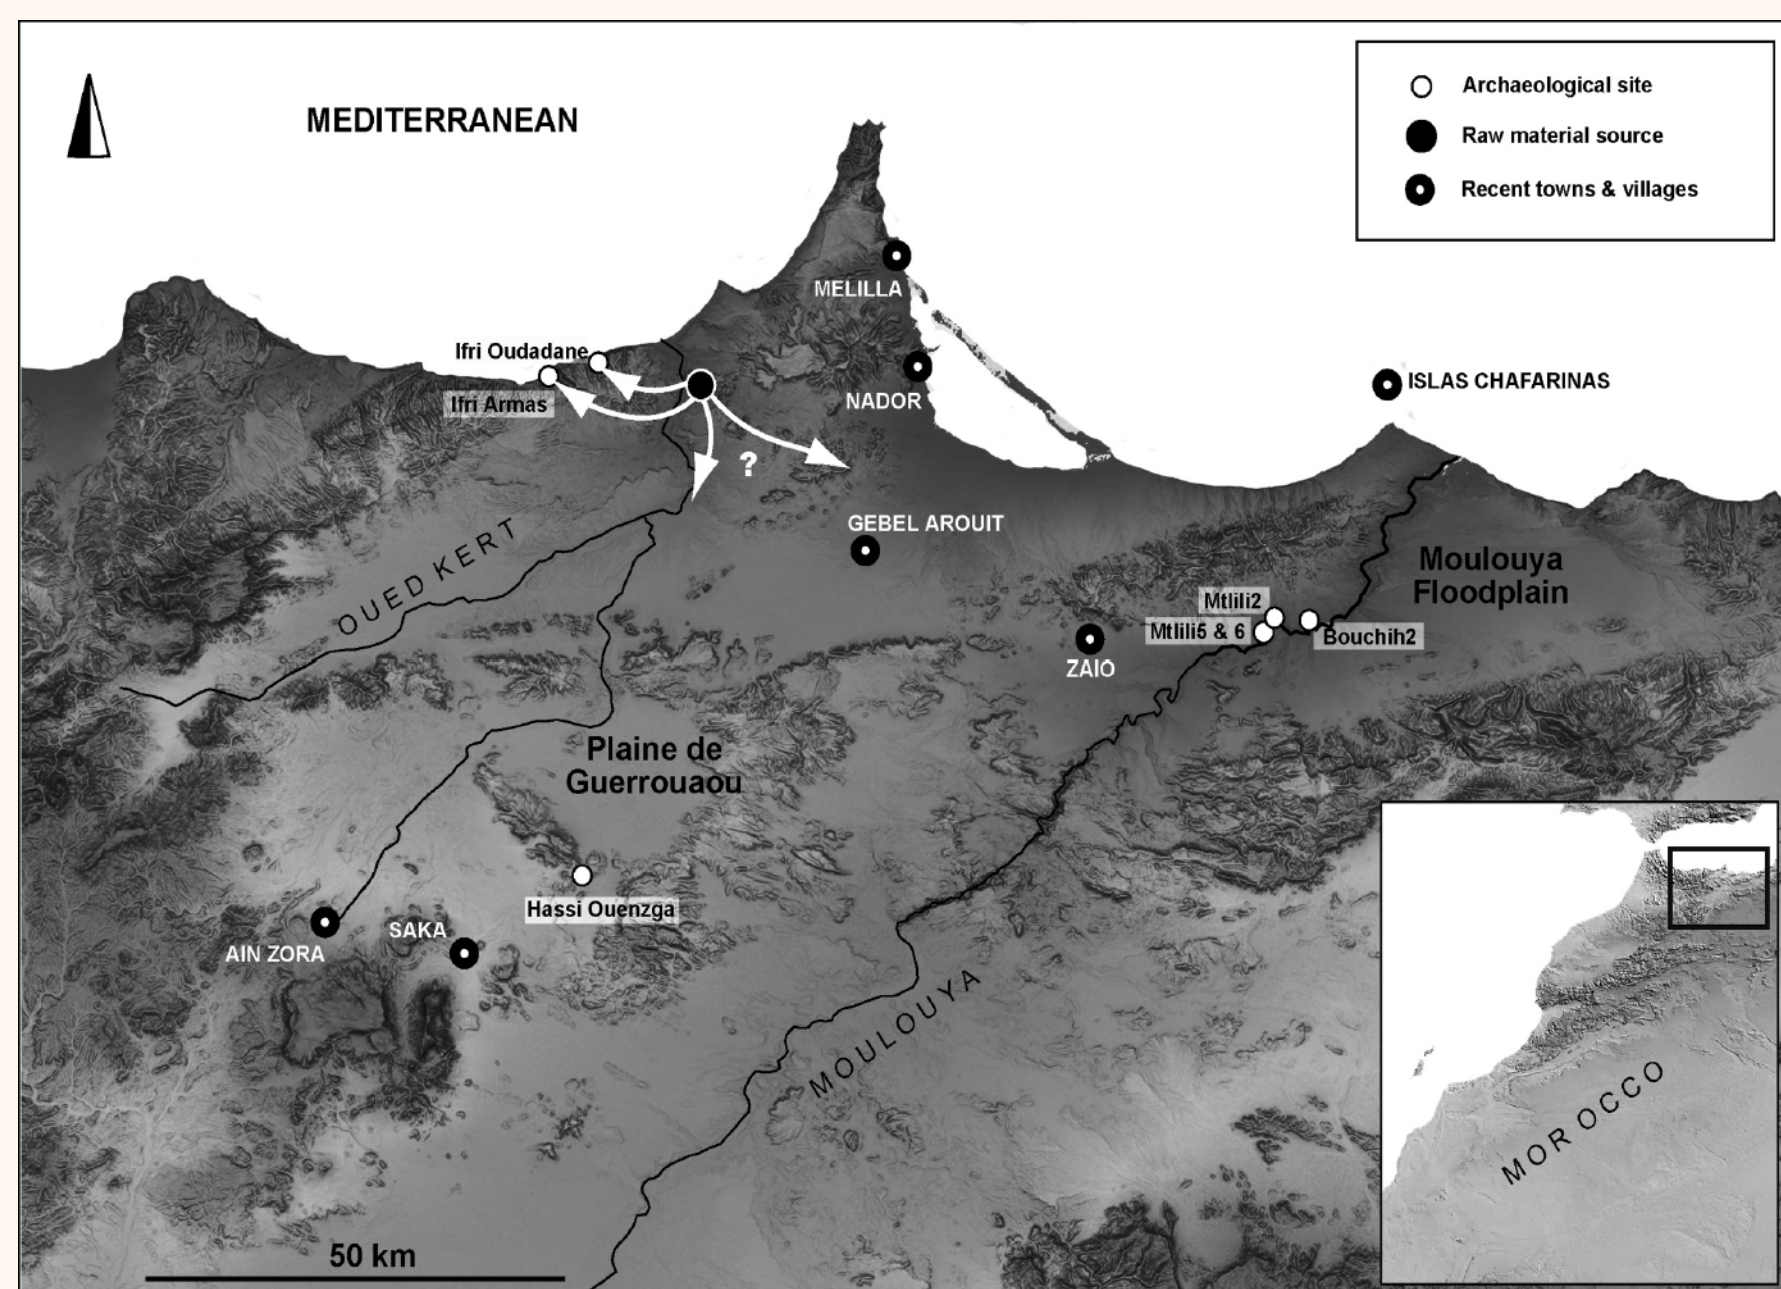 MEDITERRANEAN
Archaeological site
Raw material source
Recent towns & villages
MELILLA
Ifri Oudadane
Ifri Armas
NADOR
ISLAS CHAFARINAS
?
GEBEL AROUIT
OUED KERT
Moulouya
Floodplain
Mtlili2
Mtlili5 & 6
Bouchih2
ZAIO
Plaine de
Guerrouaou
Hassi Ouenzga
SAKA
AIN ZORA
MOULOUYA
MOROCCO
50 km